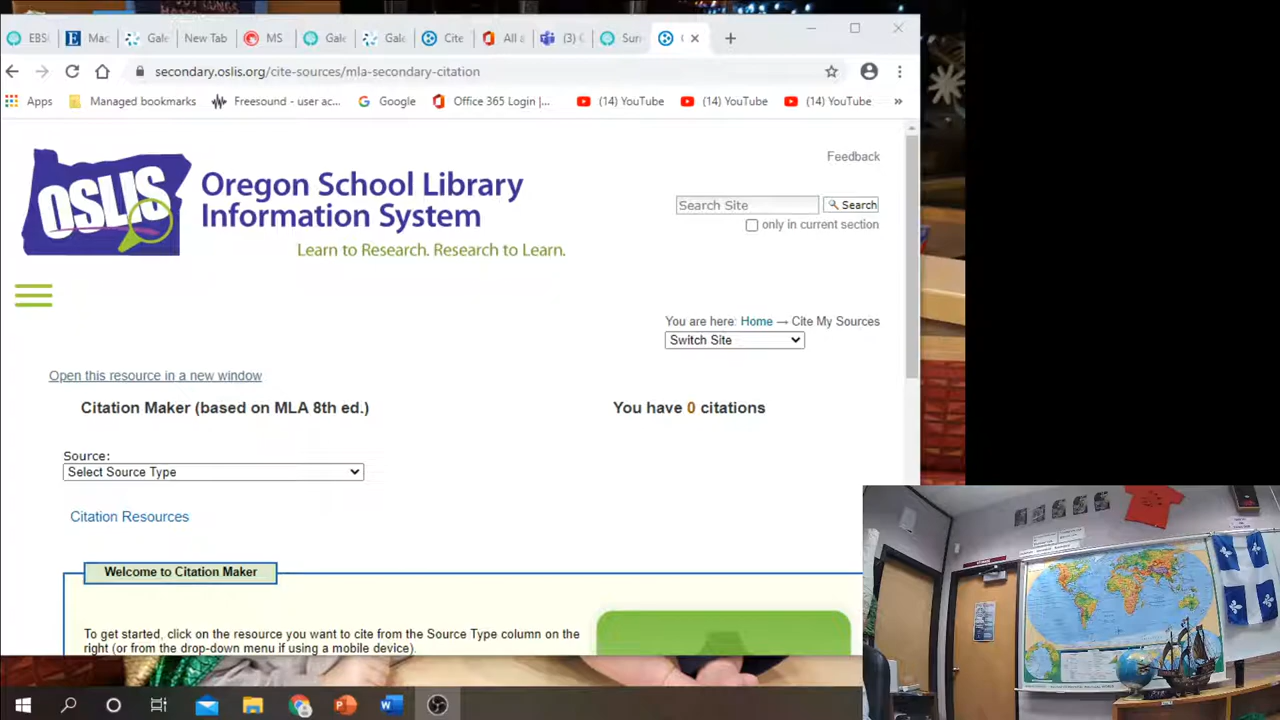 EBS
Mac
Gale
New Tab
MS
Gale
Gale
Cite
All a
(3) C
Sur
secondary.oslis.org/cite-sources/mla-secondary-citation
Apps
Managed bookmarks
Freesound - user ac...
Google
Office 365 Login |...
(14) YouTube
(14) YouTube
(14) YouTube
»
OSLIS
Oregon School Library
Information System
Learn to Research. Research to Learn.
Feedback
Search Site
Search
only in current section
You are here: Home → Cite My Sources
Switch Site
Open this resource in a new window
Citation Maker (based on MLA 8th ed.)
You have 0 citations
Source:
Select Source Type
Citation Resources
Welcome to Citation Maker
To get started, click on the resource you want to cite from the Source Type column on the
right (or from the drop-down menu if using a mobile device).